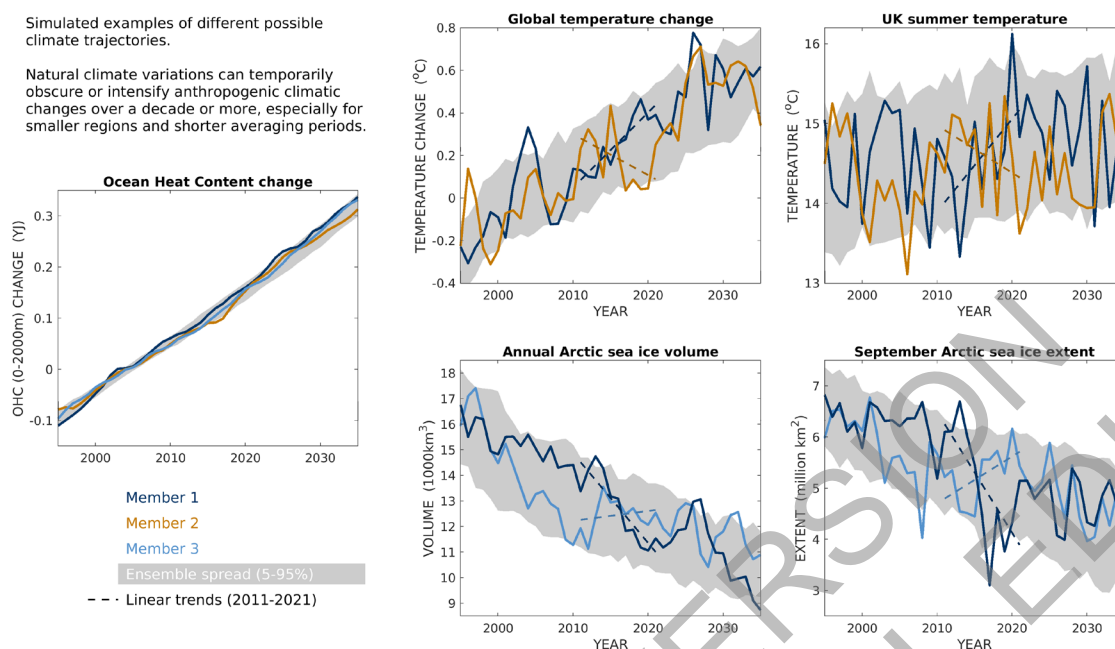 Simulated examples of different possible
climate trajectories.
Natural climate variations can temporarily
obscure or intensify anthropogenic climatic
changes over a decade or more, especially for
smaller regions and shorter averaging periods.
Ocean Heat Content change
OHC (0-2000m) CHANGE (YJ)
0.3
0.2
0.1
0
-0.1
2000
2010
2020
2030
Member 1
Member 2
Member 3
Ensemble spread (5-95%)
Linear trends (2011-2021)
Global temperature change
TEMPERATURE CHANGE (°C)
0.8
0.6
0.4
0.2
0
-0.2
-0.4
2000
2010
2020
2030
YEAR
UK summer temperature
TEMPERATURE (°C)
16
15
14
13
2000
2010
2020
2030
YEAR
Annual Arctic sea ice volume
VOLUME (1000km³)
18
17
16
15
14
13
12
11
10
9
2000
2010
2020
2030
YEAR
September Arctic sea ice extent
EXTENT (million km²)
7
6
5
4
3
2000
2010
2020
2030
YEAR
ERSION